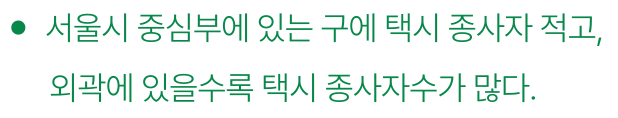 • 서울시 중심부에 있는 구에 택시 종사자 적고,
외곽에 있을수록 택시 종사자수가 많다.